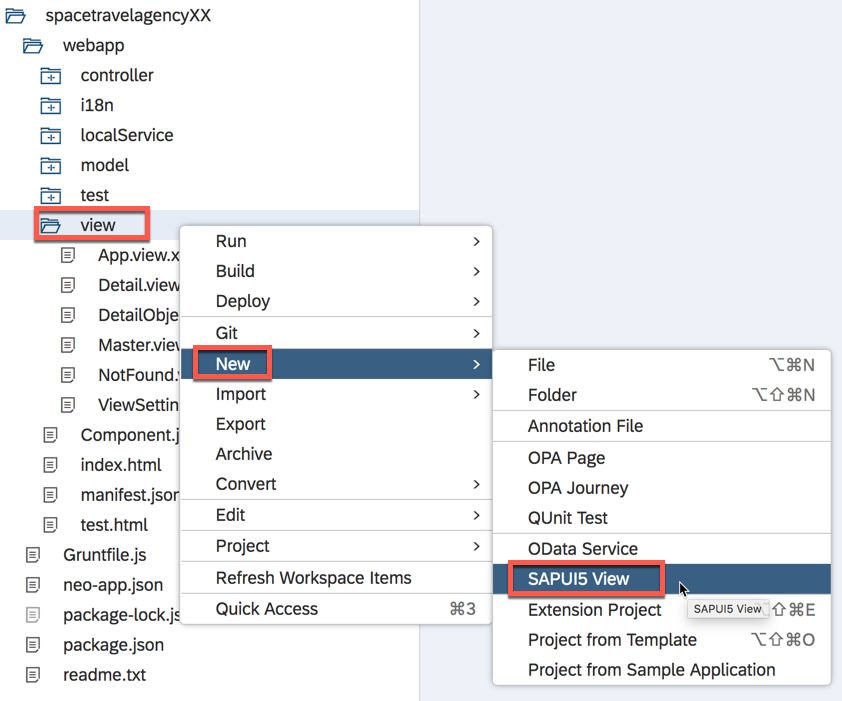 spacetravelagencyXX
webapp
controller
i18n
localService
model
test
view
App.view.x
Detail.view
DetailObje
Master.view
NotFound.v
ViewSettin
Component.j
index.html
manifest.json
test.html
Gruntfile.js
neo-app.json
package-lock.js
package.json
readme.txt
Run
Build
Deploy
Git
New
Import
Export
Archive
Convert
Edit
Project
Refresh Workspace Items
Quick Access ⌘3
File ⌥⌘N
Folder ⌥⇧⌘N
Annotation File
OPA Page
OPA Journey
QUnit Test
OData Service
SAPUI5 View
Extension Project ⇧⌘E
SAPUI5 View
Project from Template ⌥⇧⌘O
Project from Sample Application